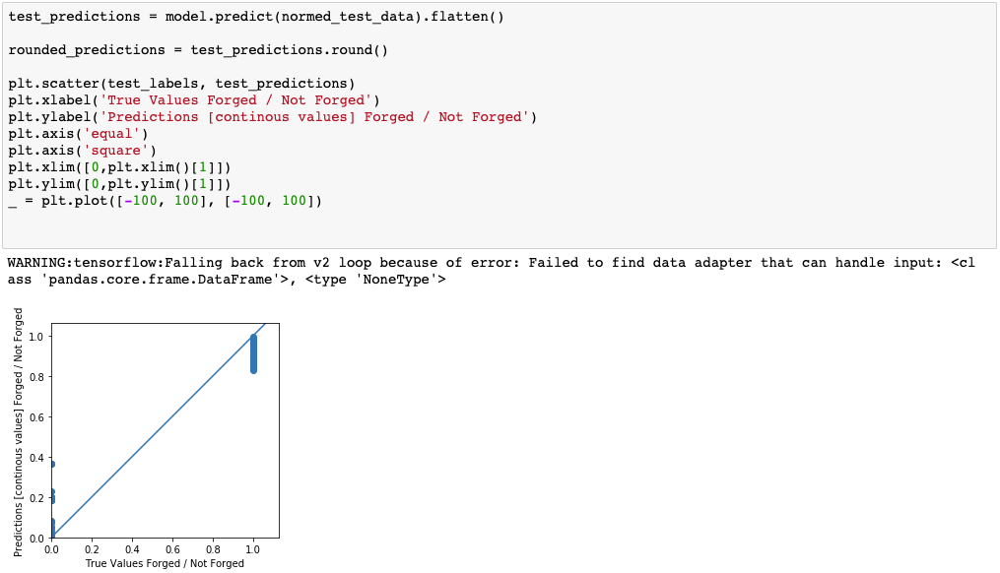 test_predictions = model.predict(normed_test_data).flatten()
rounded_predictions = test_predictions.round()
plt.scatter(test_labels, test_predictions)
plt.xlabel('True Values Forged / Not Forged')
plt.ylabel('Predictions [continous values] Forged / Not Forged')
plt.axis('equal')
plt.axis('square')
plt.xlim([0,plt.xlim()[1]])
plt.ylim([0,plt.ylim()[1]])
_ = plt.plot([-100, 100], [-100, 100])
WARNING:tensorflow:Falling back from v2 loop because of error: Failed to find data adapter that can handle input: <cl
ass 'pandas.core.frame.DataFrame'>, <type 'NoneType'>
Predictions [continous values] Forged / Not Forged
1.0
0.8
0.6
0.4
0.2
0.0
0.0 0.2 0.4 0.6 0.8 1.0
True Values Forged / Not Forged